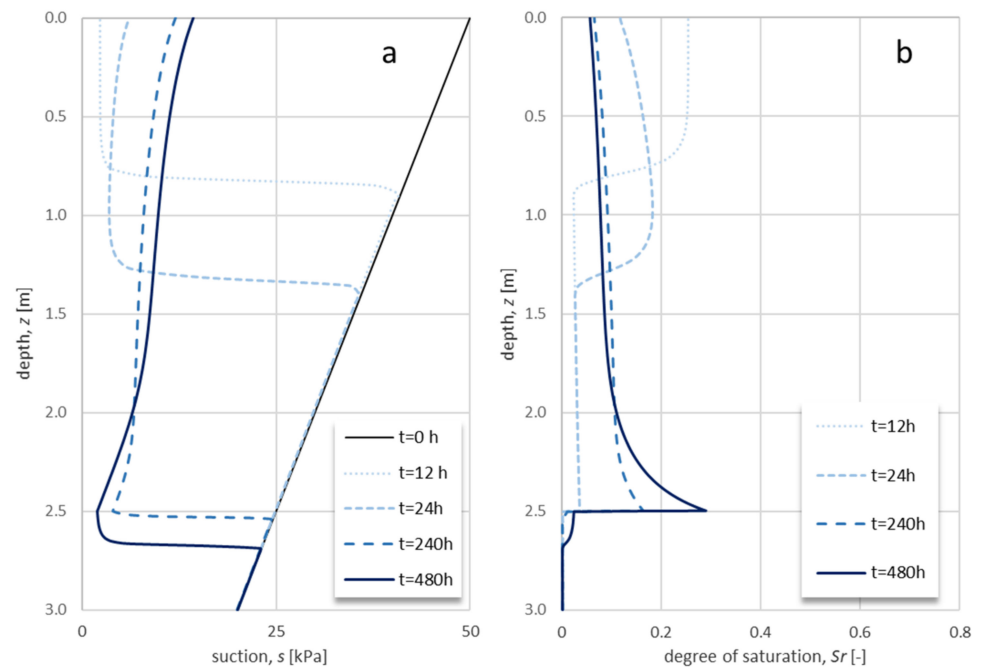 a
0.0
0.5
1.0
1.5
2.0
2.5
3.0
depth, z [m]
0
25
50
suction, s [kPa]
t=0 h
t=12 h
t=24h
t=240h
t=480h
b
0.0
0.5
1.0
1.5
2.0
2.5
3.0
depth, z [m]
0
0.2
0.4
0.6
0.8
degree of saturation, Sr [-]
t=12h
t=24h
t=240h
t=480h